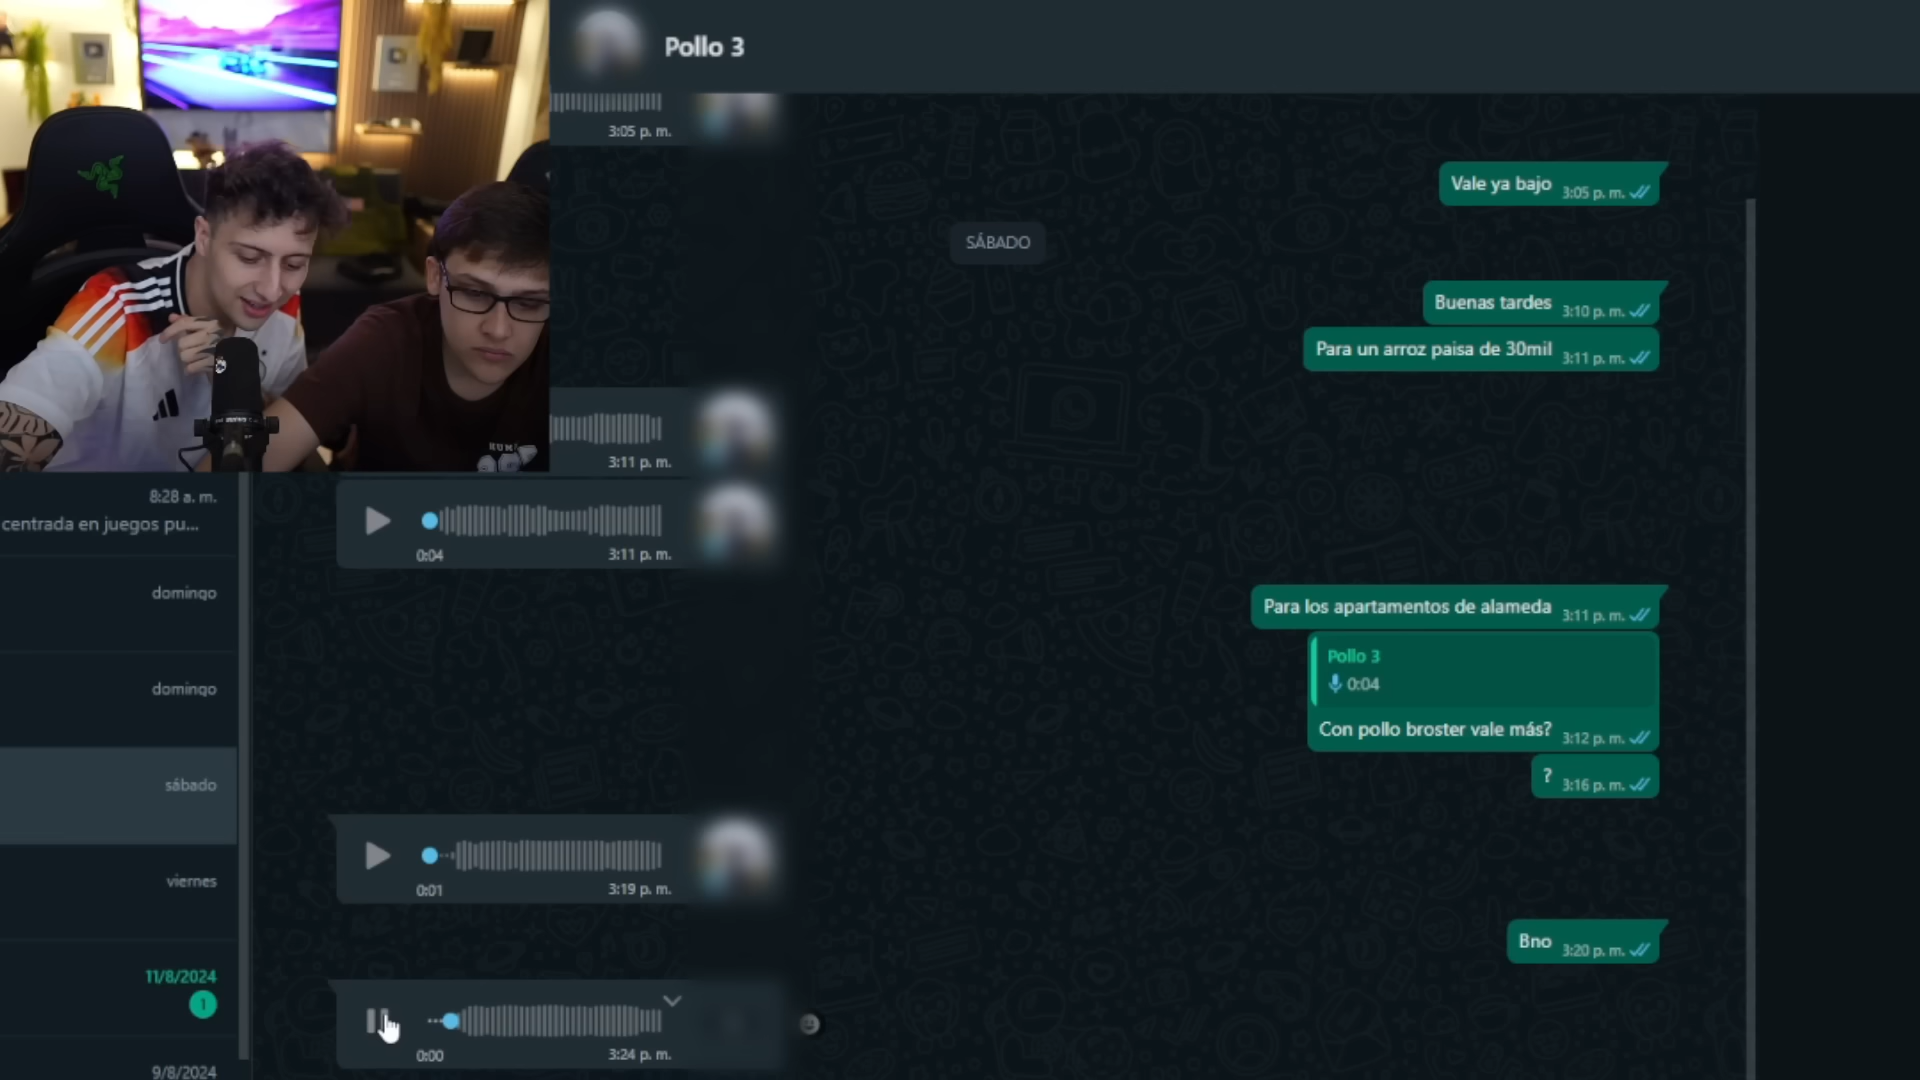 Pollo 3
3:05 p. m.
Vale ya bajo 3:05 p. m.
SÁBADO
Buenas tardes 3:10 p. m.
Para un arroz paisa de 30mil 3:11 p. m.
3:11 p. m.
8:28 a. m.
centrada en juegos pu...
0:04 3:11 p. m.
domingo
Para los apartamentos de alameda 3:11 p. m.
Pollo 3
0:04
domingo
Con pollo broster vale más? 3:12 p. m.
? 3:16 p. m.
sábado
0:01 3:19 p. m.
viernes
Bno 3:20 p. m.
11/8/2024
1
0:00 3:24 p. m.
9/8/2024